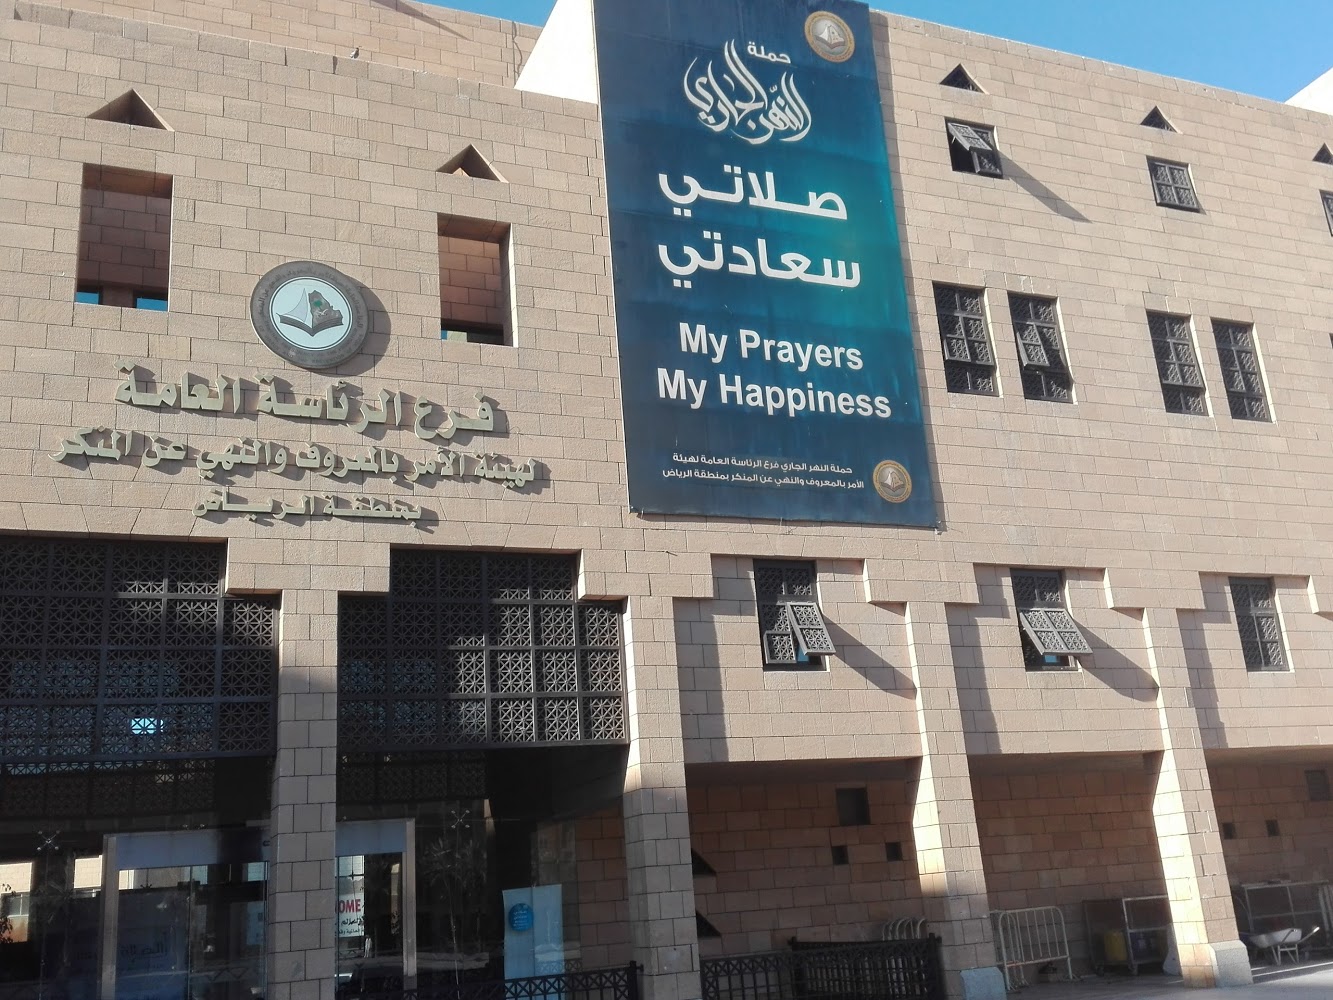 فرع الرئاسة العامة
لهيئة الأمر بالمعروف والنهي عن المنكر
بمنطقة الرياض
حملة
النهر الجاري
صلاتي
سعادتي
My Prayers
My Happiness
حملة النهر الجاري فرع الرئاسة العامة لهيئة
الأمر بالمعروف والنهي عن المنكر بمنطقة الرياض
OME